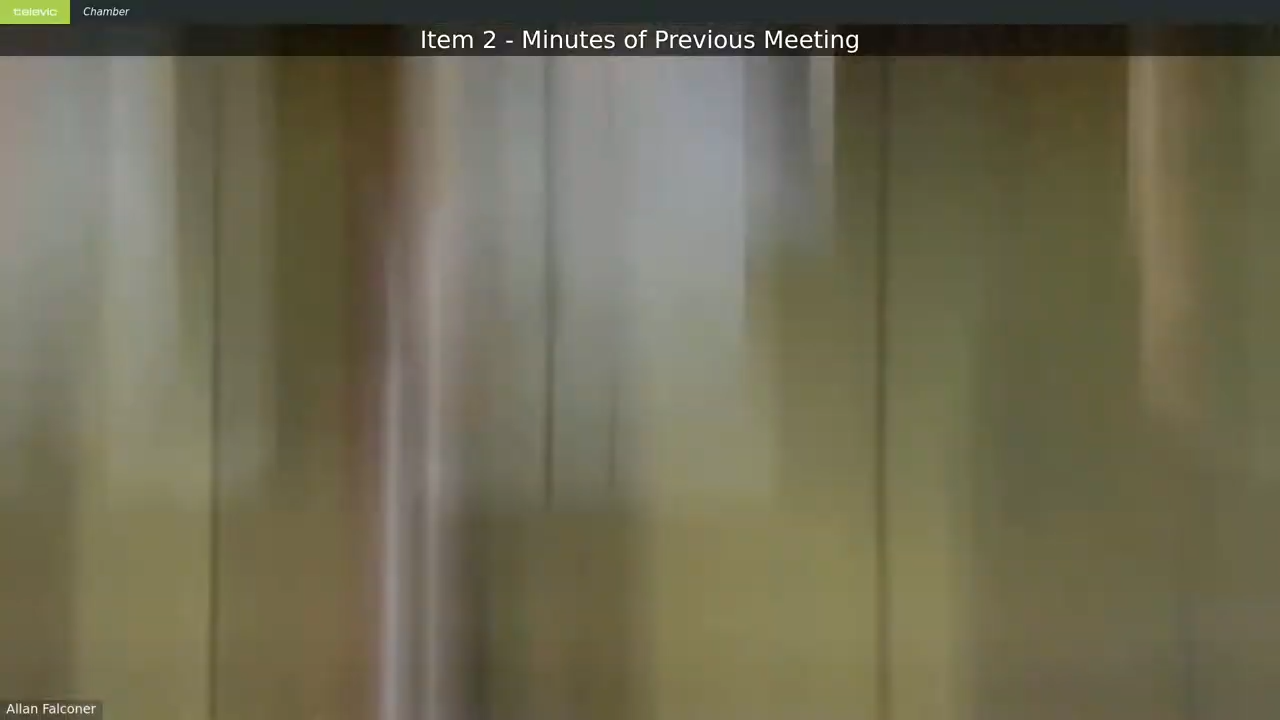 televic
Chamber
Item 2 - Minutes of Previous Meeting
Allan Falconer